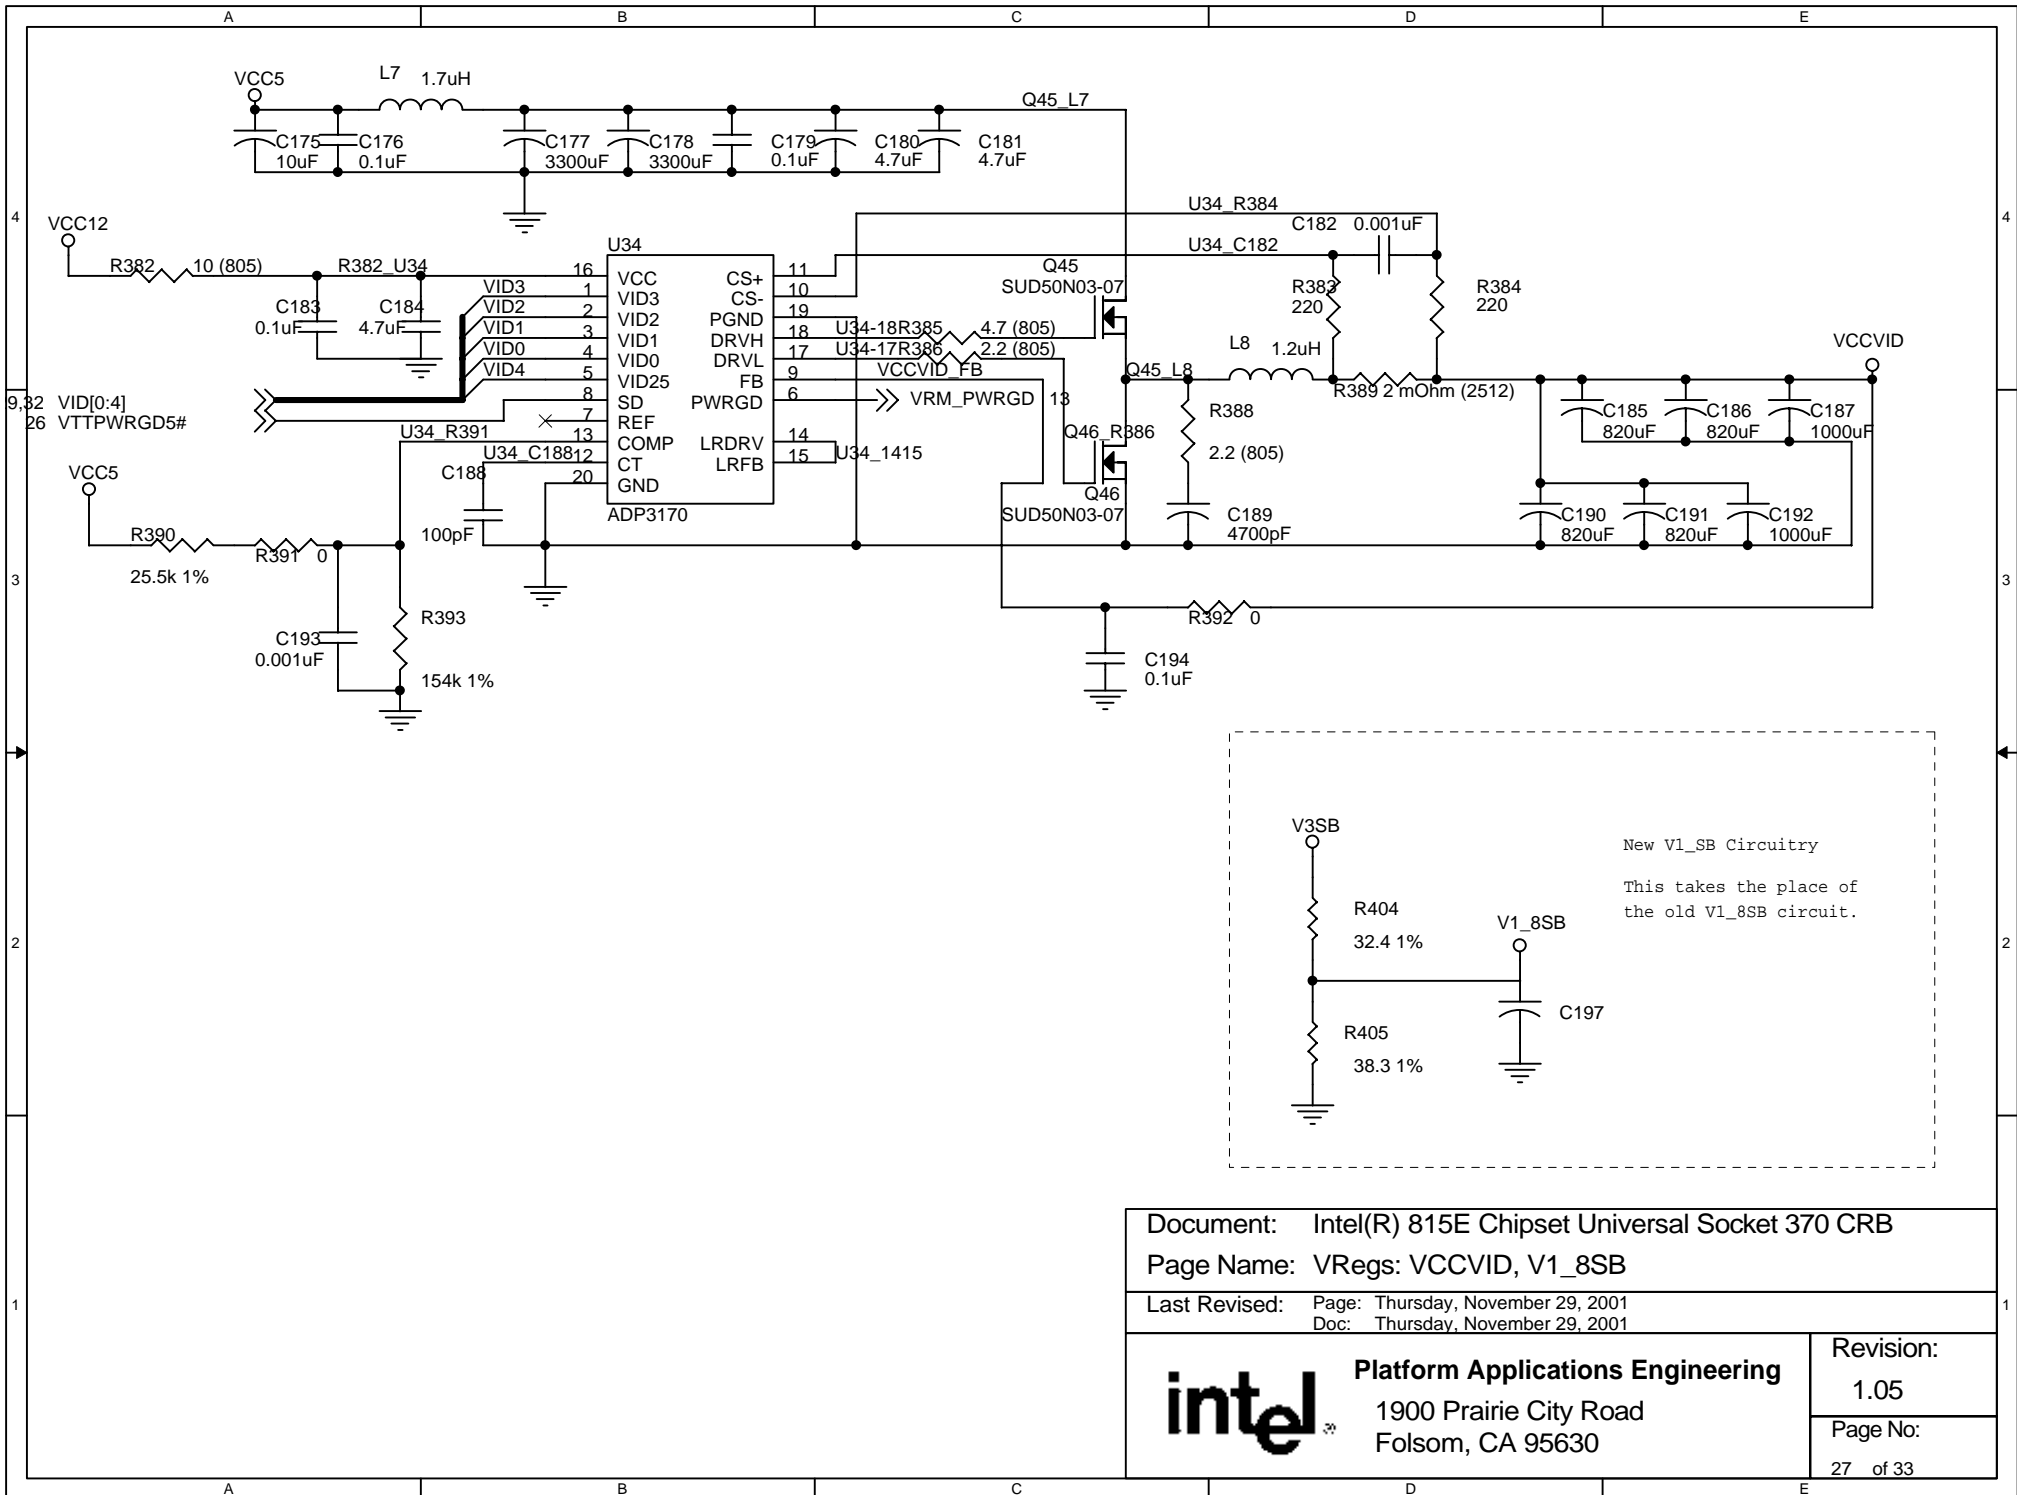 A B C D E
VCC5
L7 1.7uH
Q45_L7
C175
10uF
C176
0.1uF
C177
3300uF
C178
3300uF
C179
0.1uF
C180
4.7uF
C181
4.7uF
4 4
VCC12
R382 10 (805) R382_U34
C183
0.1uF
C184
4.7uF
VID3
VID2
VID1
VID0
VID4
9,32 VID[0:4]
26 VTTPWRGD5#
U34
16 VCC
1 VID3
2 VID2
3 VID1
4 VID0
5 VID25
8 SD
7 REF
13 COMP
12 CT
20 GND
CS+ 11
CS- 10
PGND 19
DRVH 18
DRVL 17
FB 9
PWRGD 6
LRDRV 14
LRFB 15
ADP3170
U34_R384
C182 0.001uF
U34_C182
Q45
SUD50N03-07
R383
220
R384
220
U34-18 R385 4.7 (805)
U34-17 R386 2.2 (805)
VCCVID_FB
VRM_PWRGD 13
U34_1415
L8 1.2uH
Q45_L8
R389 2 mOhm (2512)
VCCVID
R388
2.2 (805)
Q46_R386
Q46
SUD50N03-07
C185
820uF
C186
820uF
C187
1000uF
C189
4700pF
C190
820uF
C191
820uF
C192
1000uF
U34_R391
U34_C188
C188
100pF
VCC5
R390
25.5k 1%
R391 0
3 3
R393
154k 1%
C193
0.001uF
R392 0
C194
0.1uF
V3SB
R404
32.4 1%
R405
38.3 1%
V1_8SB
C197
New V1_SB Circuitry
This takes the place of
the old V1_8SB circuit.
2 2
Document: Intel(R) 815E Chipset Universal Socket 370 CRB
Page Name: VRegs: VCCVID, V1_8SB
1 1
Last Revised: Page: Thursday, November 29, 2001
Doc: Thursday, November 29, 2001
intel®
Platform Applications Engineering
1900 Prairie City Road
Folsom, CA 95630
Revision:
1.05
Page No:
27 of 33
A B C D E